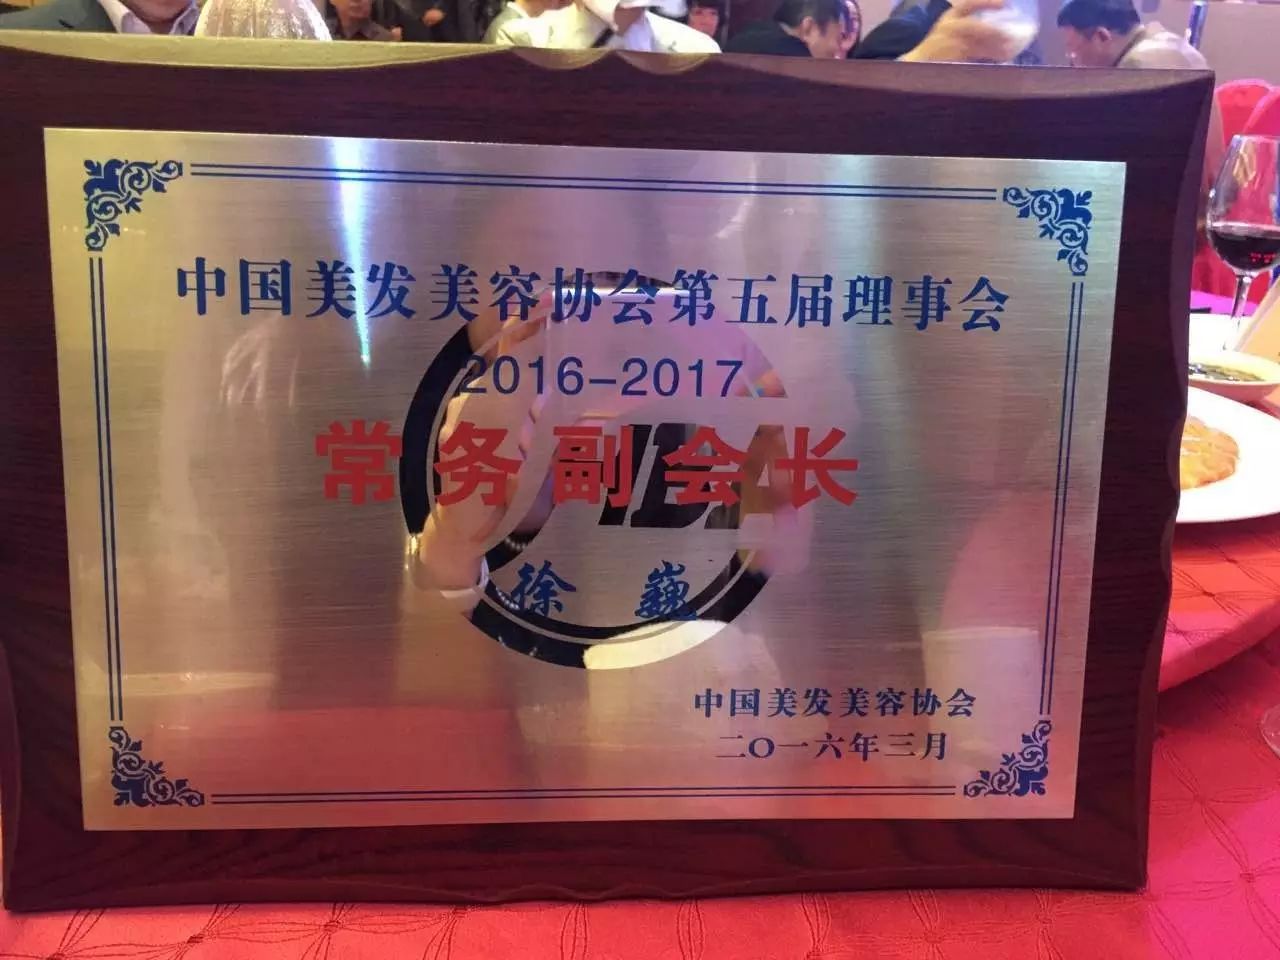 中国美发美容协会第五届理事会
2016-2017
常务副会长
徐 巍
中国美发美容协会
二〇一六年三月